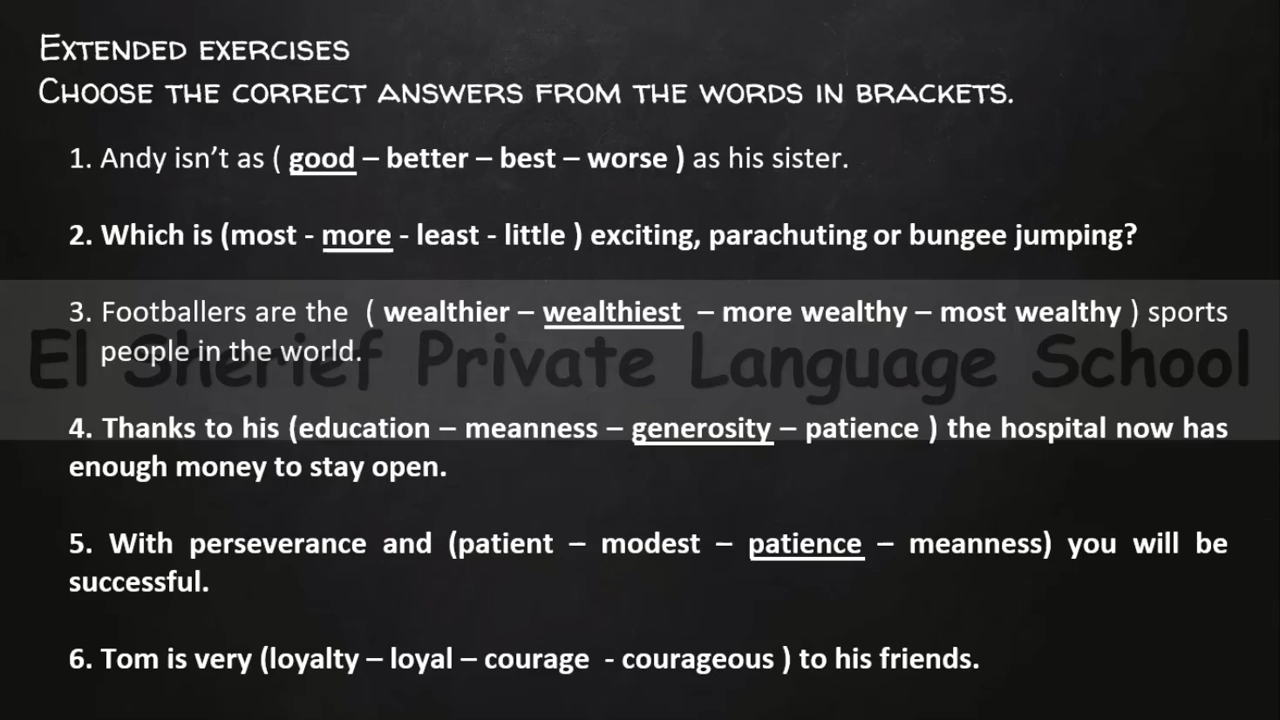 Extended exercises
Choose the correct answers from the words in brackets.
1. Andy isn’t as ( good – better – best – worse ) as his sister.
2. Which is (most - more - least - little ) exciting, parachuting or bungee jumping?
3. Footballers are the ( wealthier – wealthiest – more wealthy – most wealthy ) sports
people in the world.
El Sherief Private Language School
4. Thanks to his (education – meanness – generosity – patience ) the hospital now has
enough money to stay open.
5. With perseverance and (patient – modest – patience – meanness) you will be
successful.
6. Tom is very (loyalty – loyal – courage - courageous ) to his friends.